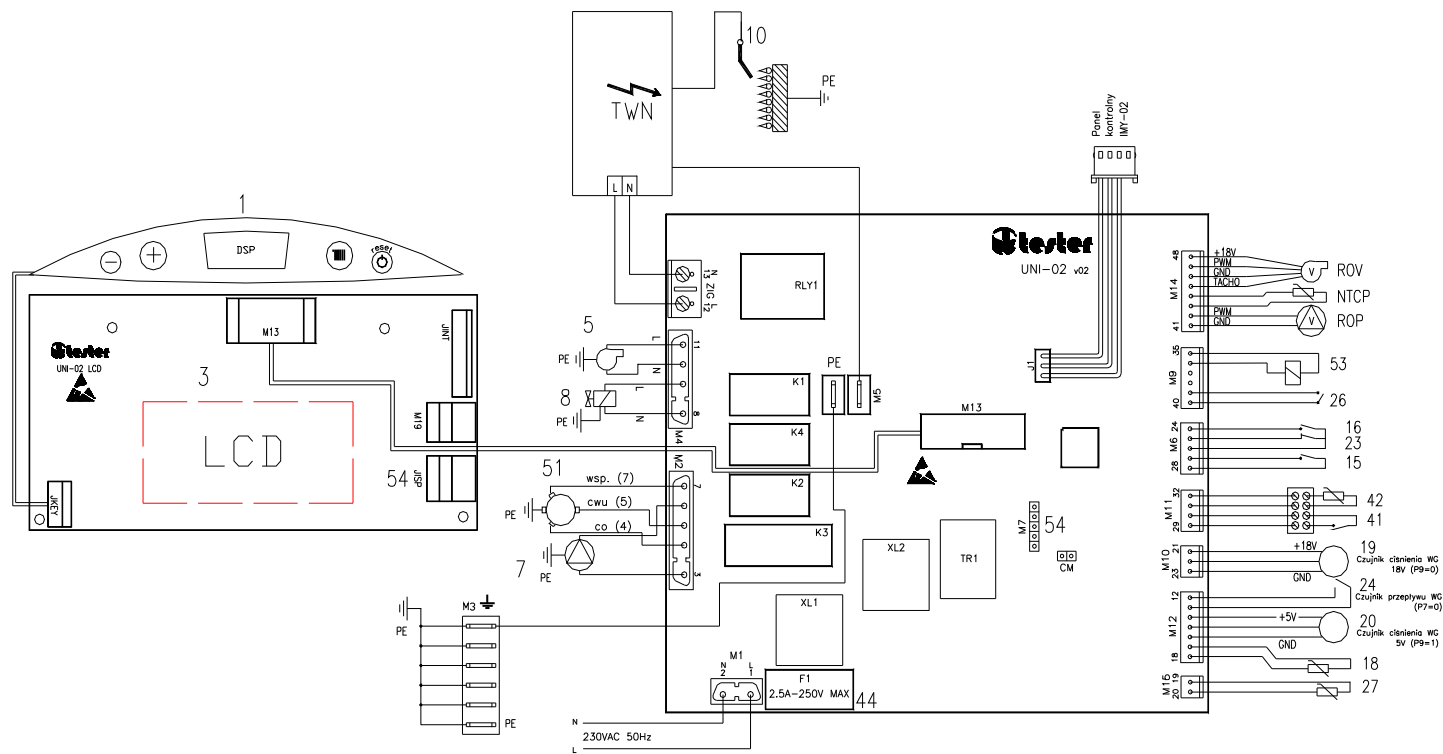 10
PE
TWN
L N
Panel
kontrolny
IMY-02
1
DSP
reset
M13
JINT
tester
UNI-02 LCD
3
LCD
M19
JISP
54
JKEY
N
13
ZIG
L
12
RLY1
tester
UNI-02 v02
5
PE
L
N
11
8
PE
L
N
8
M4
K1
K4
K2
K3
PE
M5
M13
J1
51
M2
wsp. (7)
cwu (5)
co (4)
PE
7
7
PE
3
M7
54
CM
XL2
TR1
XL1
M3
PE
PE
M1
N
2
L
1
F1
2.5A-250V MAX
44
N
230VAC 50Hz
L
48
M14
41
+18V
PWM
GND
TACHO
V
ROV
NTCP
PWM
GND
V
ROP
35
M9
40
53
26
24
M6
28
16
23
15
32
M11
29
42
41
21
M10
23
+18V
GND
19
Czujnik ciśnienia WG
18V (P9=0)
24
Czujnik przepływu WG
(P7=0)
12
M12
18
+5V
GND
20
Czujnik ciśnienia WG
5V (P9=1)
18
19
M15
20
27